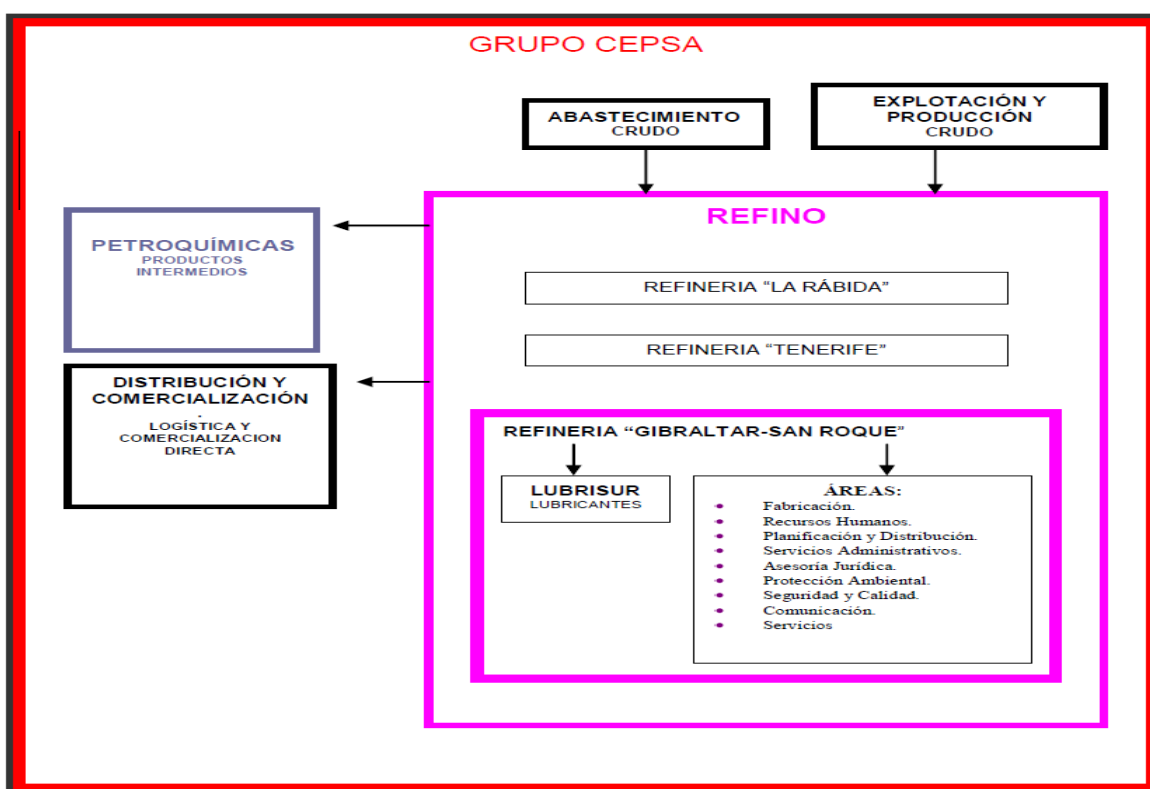 GRUPO CEPSA
ABASTECIMIENTO
CRUDO
EXPLOTACIÓN Y
PRODUCCIÓN
CRUDO
REFINO
PETROQUÍMICAS
PRODUCTOS
INTERMEDIOS
REFINERIA “LA RÁBIDA”
REFINERIA “TENERIFE”
DISTRIBUCIÓN Y
COMERCIALIZACIÓN
.
LOGÍSTICA Y
COMERCIALIZACION
DIRECTA
REFINERIA “GIBRALTAR-SAN ROQUE”
LUBRISUR
LUBRICANTES
ÁREAS:
• Fabricación.
• Recursos Humanos.
• Planificación y Distribución.
• Servicios Administrativos.
• Asesoría Jurídica.
• Protección Ambiental.
• Seguridad y Calidad.
• Comunicación.
• Servicios